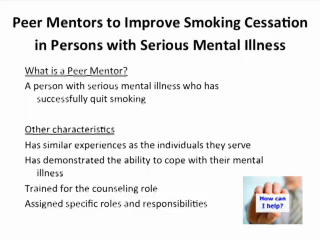 Peer Mentors to Improve Smoking Cessation
in Persons with Serious Mental Illness
What is a Peer Mentor?
A person with serious mental illness who has
successfully quit smoking
Other characteristics
Has similar experiences as the individuals they serve
Has demonstrated the ability to cope with their mental
illness
Trained for the counseling role
Assigned specific roles and responsibilities
How can
I help?